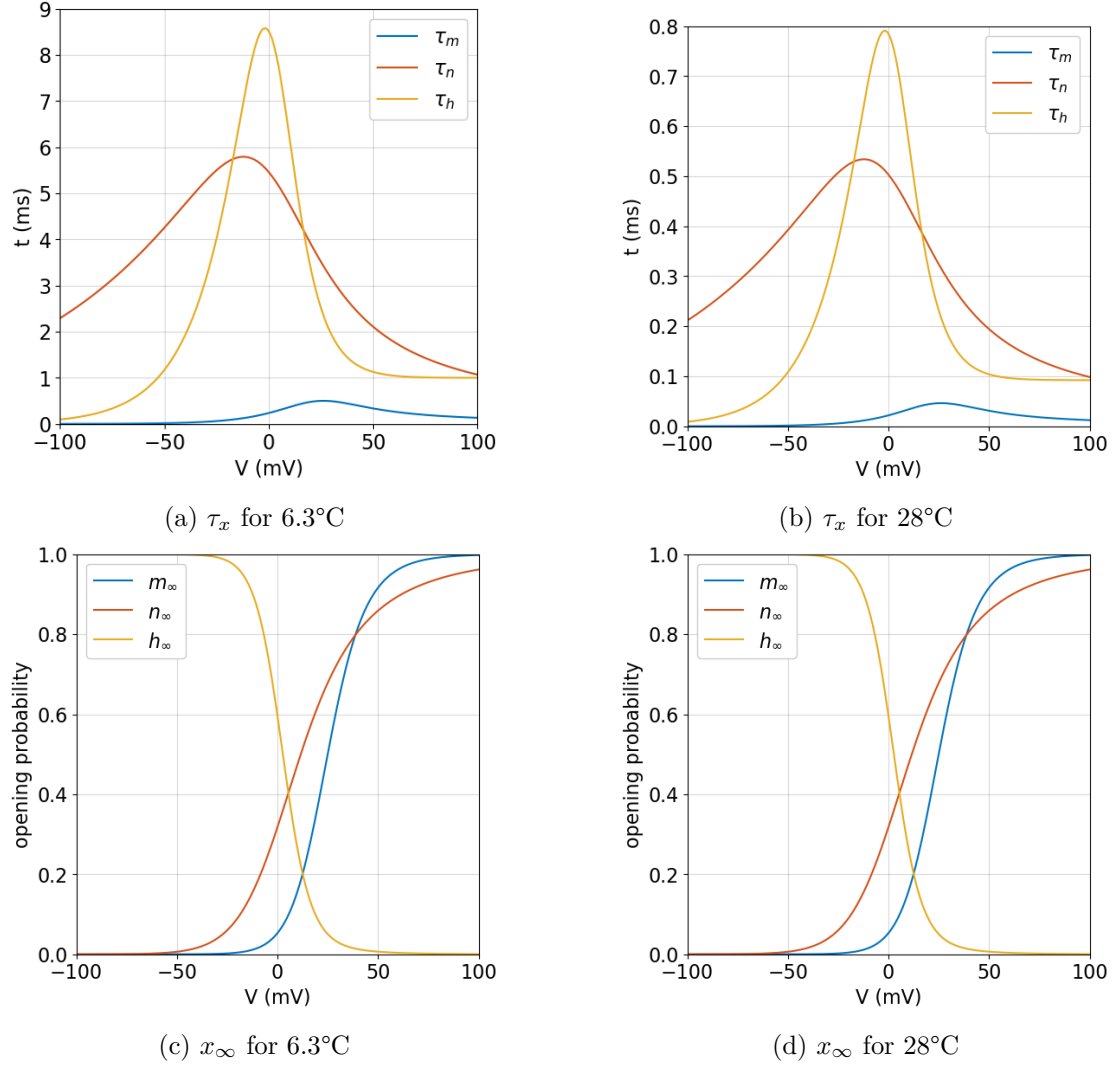 9
8
7
6
5
4
3
2
1
0
t (ms)
τₘ
τₙ
τₕ
−100 −50 0 50 100
V (mV)
(a) τₓ for 6.3°C
0.8
0.7
0.6
0.5
0.4
0.3
0.2
0.1
0.0
t (ms)
τₘ
τₙ
τₕ
−100 −50 0 50 100
V (mV)
(b) τₓ for 28°C
1.0
0.8
0.6
0.4
0.2
0.0
opening probability
m∞
n∞
h∞
−100 −50 0 50 100
V (mV)
(c) x∞ for 6.3°C
1.0
0.8
0.6
0.4
0.2
0.0
opening probability
m∞
n∞
h∞
−100 −50 0 50 100
V (mV)
(d) x∞ for 28°C